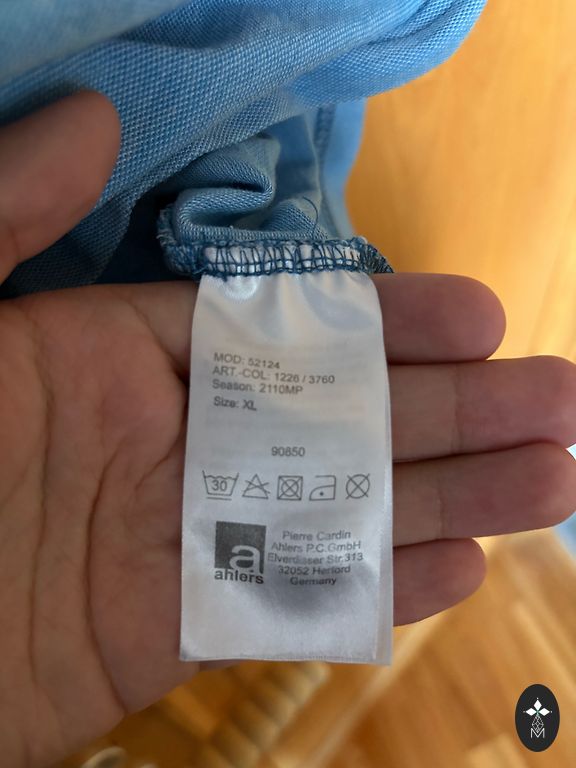 MOD: 52124
ART.-COL: 1226 / 3760
Season: 2110MP
Size: XL
90850
30
a
ahlers
Pierre Cardin
Ahlers P.C.GmbH
Elverdisser Str.313
32052 Herford
Germany
M